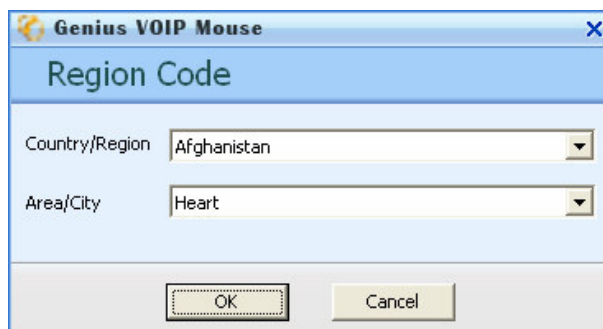 Genius VOIP Mouse
Region Code
Country/Region Afghanistan
Area/City Heart
OK Cancel